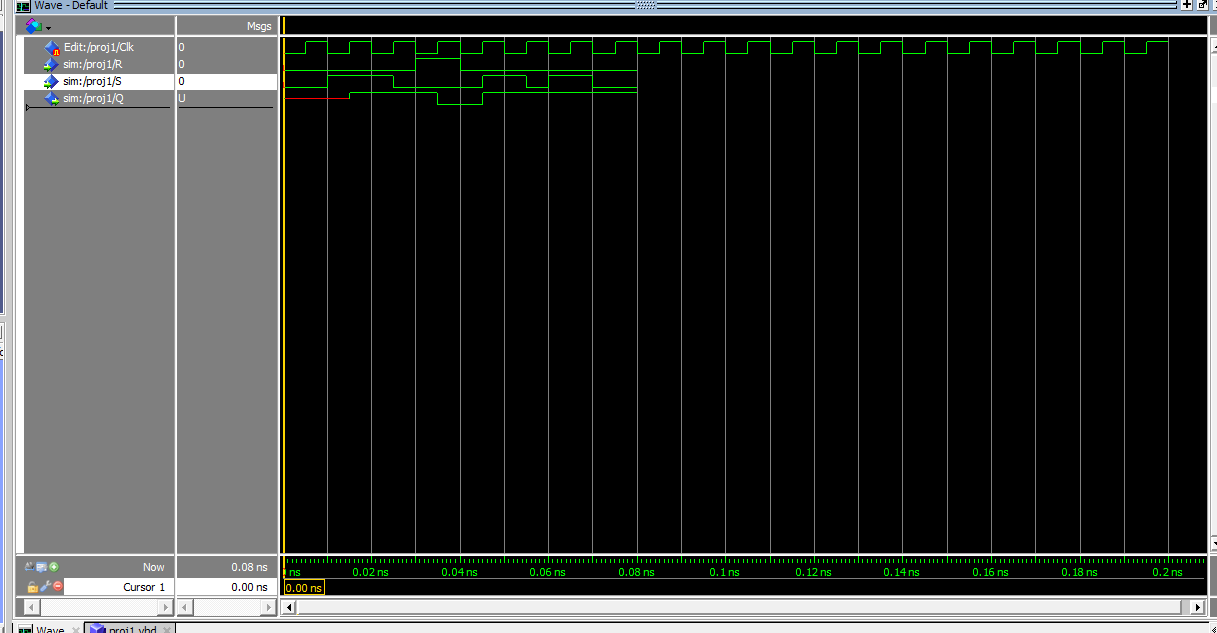 Wave - Default
Msgs
Edit:/proj1/Clk 0
sim:/proj1/R 0
sim:/proj1/S 0
sim:/proj1/Q U
Now 0.08 ns
ns 0.02 ns 0.04 ns 0.06 ns 0.08 ns 0.1 ns 0.12 ns 0.14 ns 0.16 ns 0.18 ns 0.2 ns
Cursor 1 0.00 ns 0.00 ns
Wave proj1.vhd